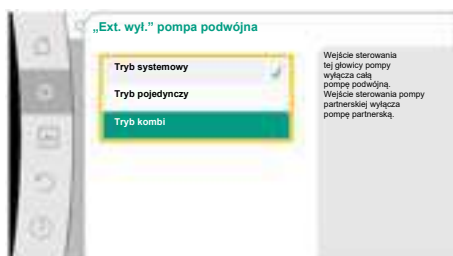 „Ext. wył.” pompa podwójna
Tryb systemowy
Tryb pojedynczy
Tryb kombi
Wejście sterowania
tej głowicy pompy
wyłącza całą
pompę podwójną.
Wejście sterowania pompy
partnerskiej wyłącza
pompę partnerską.